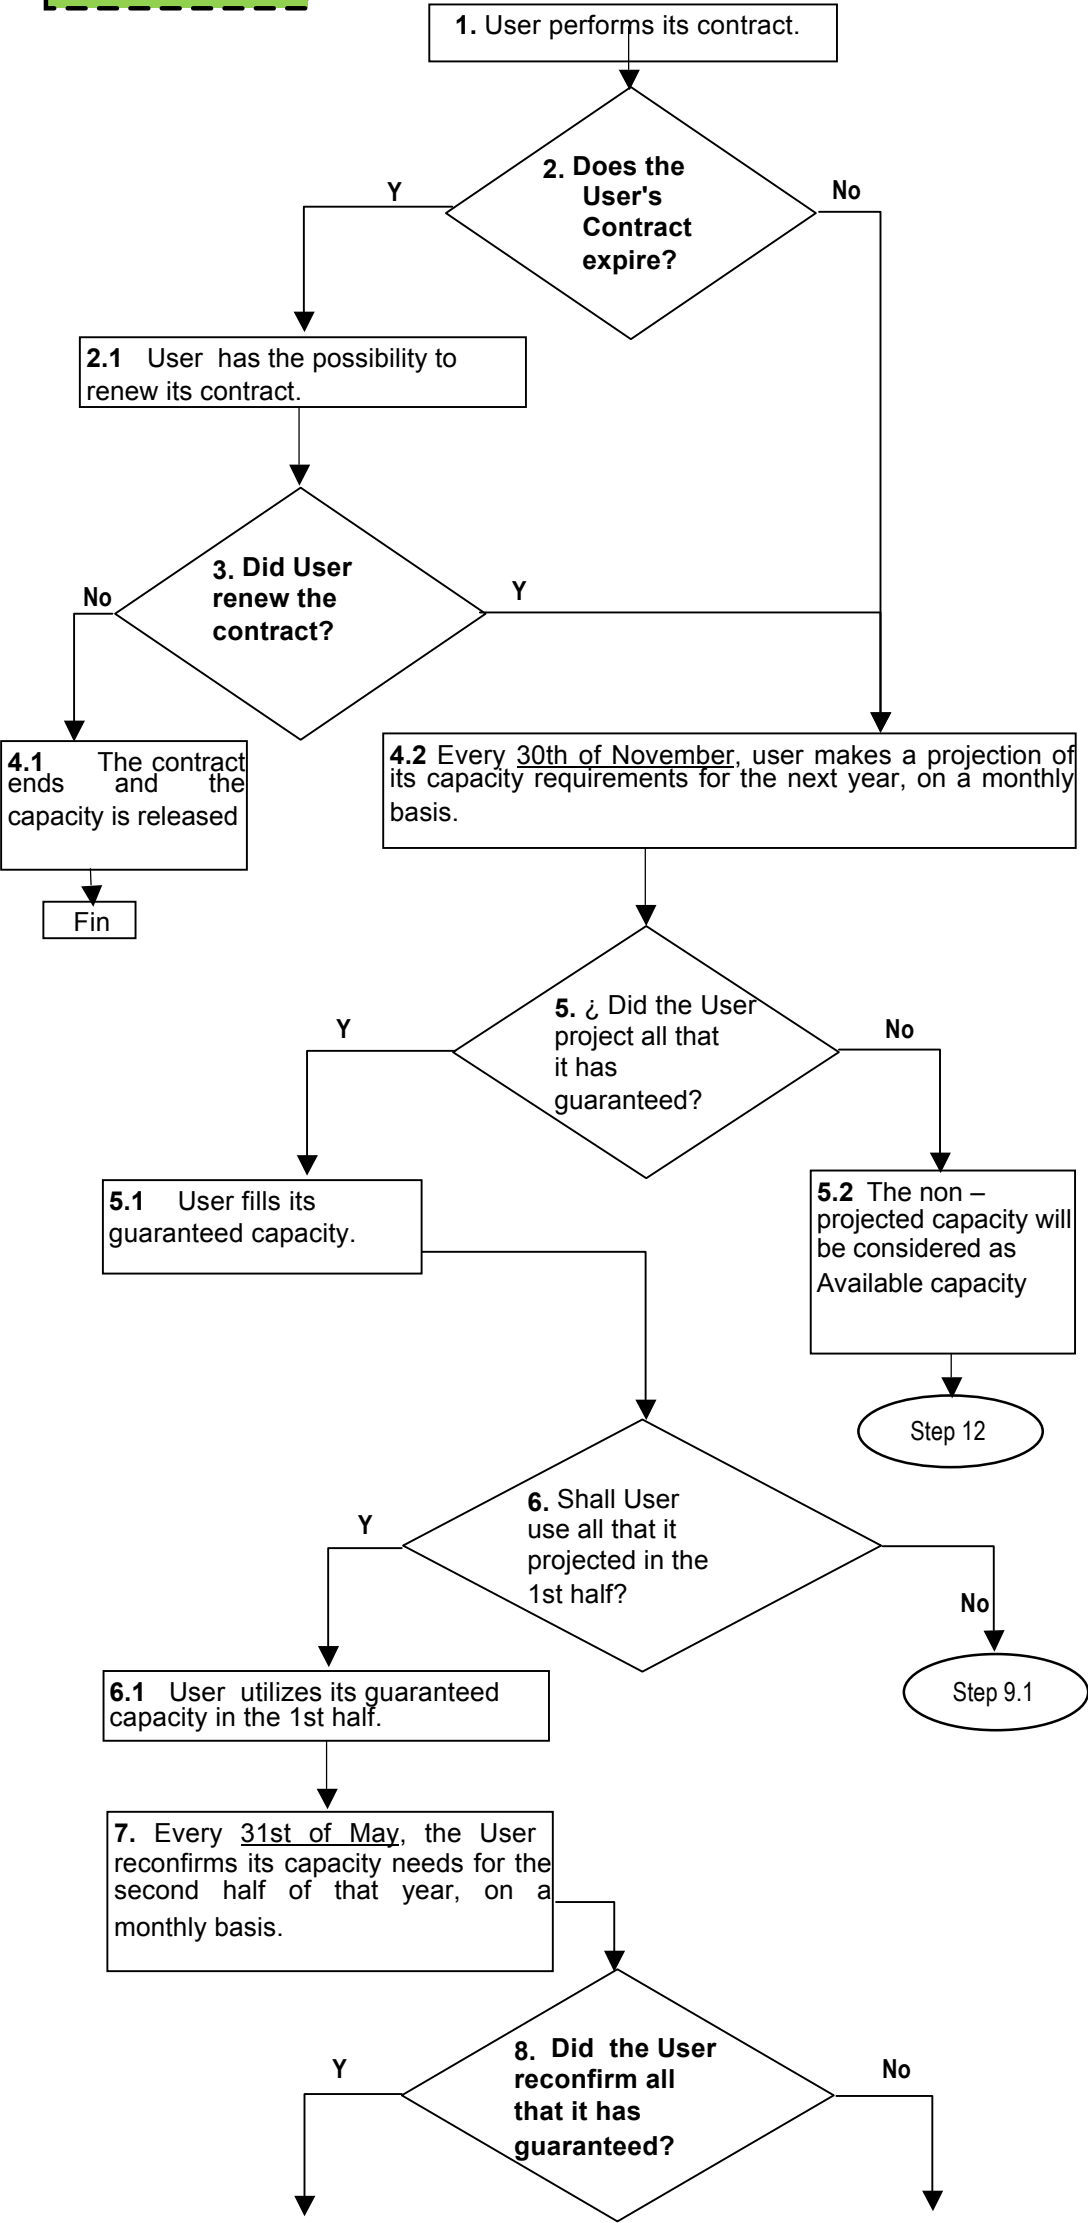 1. User performs its contract.
2. Does the
User's
Contract
expire?
Y
No
2.1 User has the possibility to
renew its contract.
3. Did User
renew the
contract?
No
Y
4.1 The contract
ends and the
capacity is released
Fin
4.2 Every 30th of November, user makes a projection of
its capacity requirements for the next year, on a monthly
basis.
5. ¿ Did the User
project all that
it has
guaranteed?
Y
No
5.1 User fills its
guaranteed capacity.
5.2 The non –
projected capacity will
be considered as
Available capacity
Step 12
6. Shall User
use all that it
projected in the
1st half?
Y
No
Step 9.1
6.1 User utilizes its guaranteed
capacity in the 1st half.
7. Every 31st of May, the User
reconfirms its capacity needs for the
second half of that year, on a
monthly basis.
8. Did the User
reconfirm all
that it has
guaranteed?
Y
No